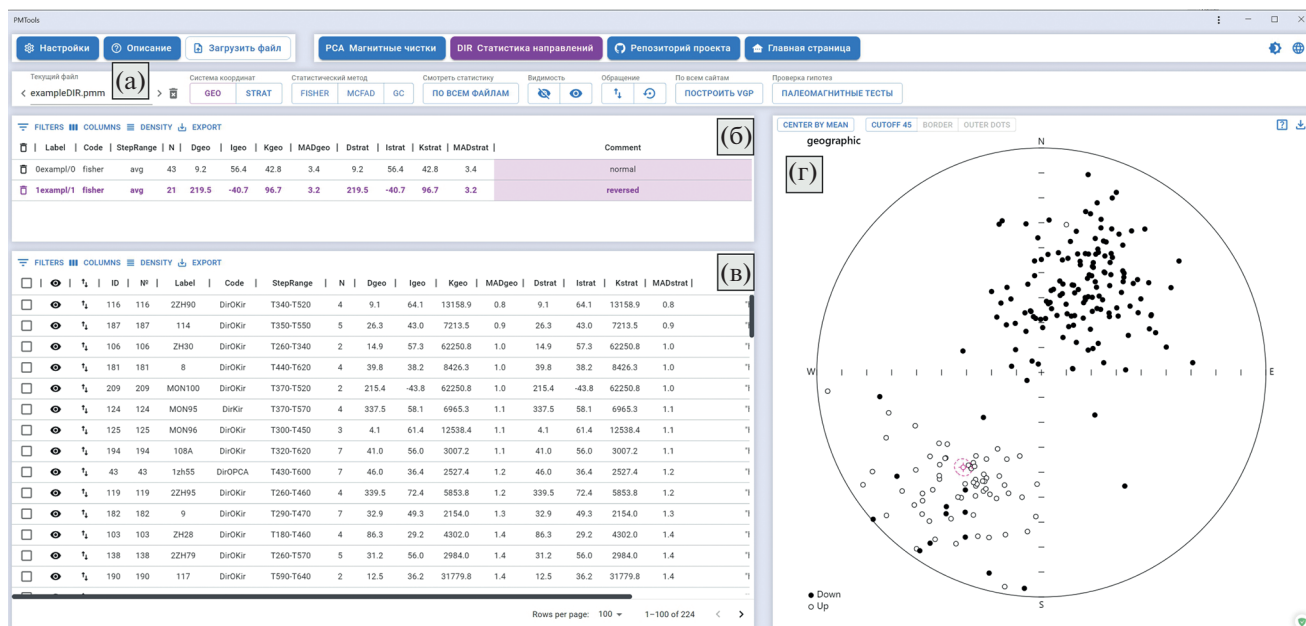 PMTools
Настройки Описание Загрузить файл PCA Магнитные чистки DIR Статистика направлений Репозиторий проекта Главная страница
Текущий файл (а) Система координат Статистический метод Смотреть статистику Видимость Обращение По всем сайтам Проверка гипотез
exampleDIR.pmm GEO STRAT FISHER MCFAD GC ПО ВСЕМ ФАЙЛАМ ПОСТРОИТЬ VGP ПАЛЕОМАГНИТНЫЕ ТЕСТЫ
FILTERS COLUMNS DENSITY EXPORT (б)
Label Code StepRange N Dgeo Igeo Kgeo MADgeo Dstrat Istrat Kstrat MADstrat Comment
0exampl/0 fisher avg 43 9.2 56.4 42.8 3.4 9.2 56.4 42.8 3.4 normal
1exampl/1 fisher avg 21 219.5 -40.7 96.7 3.2 219.5 -40.7 96.7 3.2 reversed
FILTERS COLUMNS DENSITY EXPORT (в)
ID № Label Code StepRange N Dgeo Igeo Kgeo MADgeo Dstrat Istrat Kstrat MADstrat
116 116 2ZH90 DirOKir T340-T520 4 9.1 64.1 13158.9 0.8 9.1 64.1 13158.9 0.8
187 187 114 DirOKir T350-T550 5 26.3 43.0 7213.5 0.9 26.3 43.0 7213.5 0.9
106 106 ZH30 DirOKir T260-T340 2 14.9 57.3 62250.8 1.0 14.9 57.3 62250.8 1.0
181 181 8 DirOKir T440-T620 4 39.8 38.2 8426.3 1.0 39.8 38.2 8426.3 1.0
209 209 MON100 DirOKir T370-T520 2 215.4 -43.8 62250.8 1.0 215.4 -43.8 62250.8 1.0
124 124 MON95 DirKir T370-T570 4 337.5 58.1 6965.3 1.1 337.5 58.1 6965.3 1.1
125 125 MON96 DirOKir T300-T450 3 4.1 61.4 12538.4 1.1 4.1 61.4 12538.4 1.1
194 194 108A DirOKir T320-T620 7 41.0 56.0 3007.2 1.1 41.0 56.0 3007.2 1.1
43 43 1zh55 DirOPCA T430-T600 7 46.0 36.4 2527.4 1.2 46.0 36.4 2527.4 1.2
119 119 2ZH95 DirOKir T260-T460 4 339.5 72.4 5853.8 1.2 339.5 72.4 5853.8 1.2
182 182 9 DirOKir T290-T470 7 32.9 49.3 2154.0 1.3 32.9 49.3 2154.0 1.3
103 103 ZH28 DirOKir T180-T460 4 86.3 29.2 4302.0 1.4 86.3 29.2 4302.0 1.4
138 138 2ZH79 DirOKir T260-T570 5 31.2 56.0 2984.0 1.4 31.2 56.0 2984.0 1.4
190 190 117 DirOKir T590-T640 2 12.5 36.2 31779.8 1.4 12.5 36.2 31779.8 1.4
Rows per page: 100 1–100 of 224
CENTER BY MEAN CUTOFF 45 BORDER OUTER DOTS
geographic
(г)
N
W
E
S
Down
Up